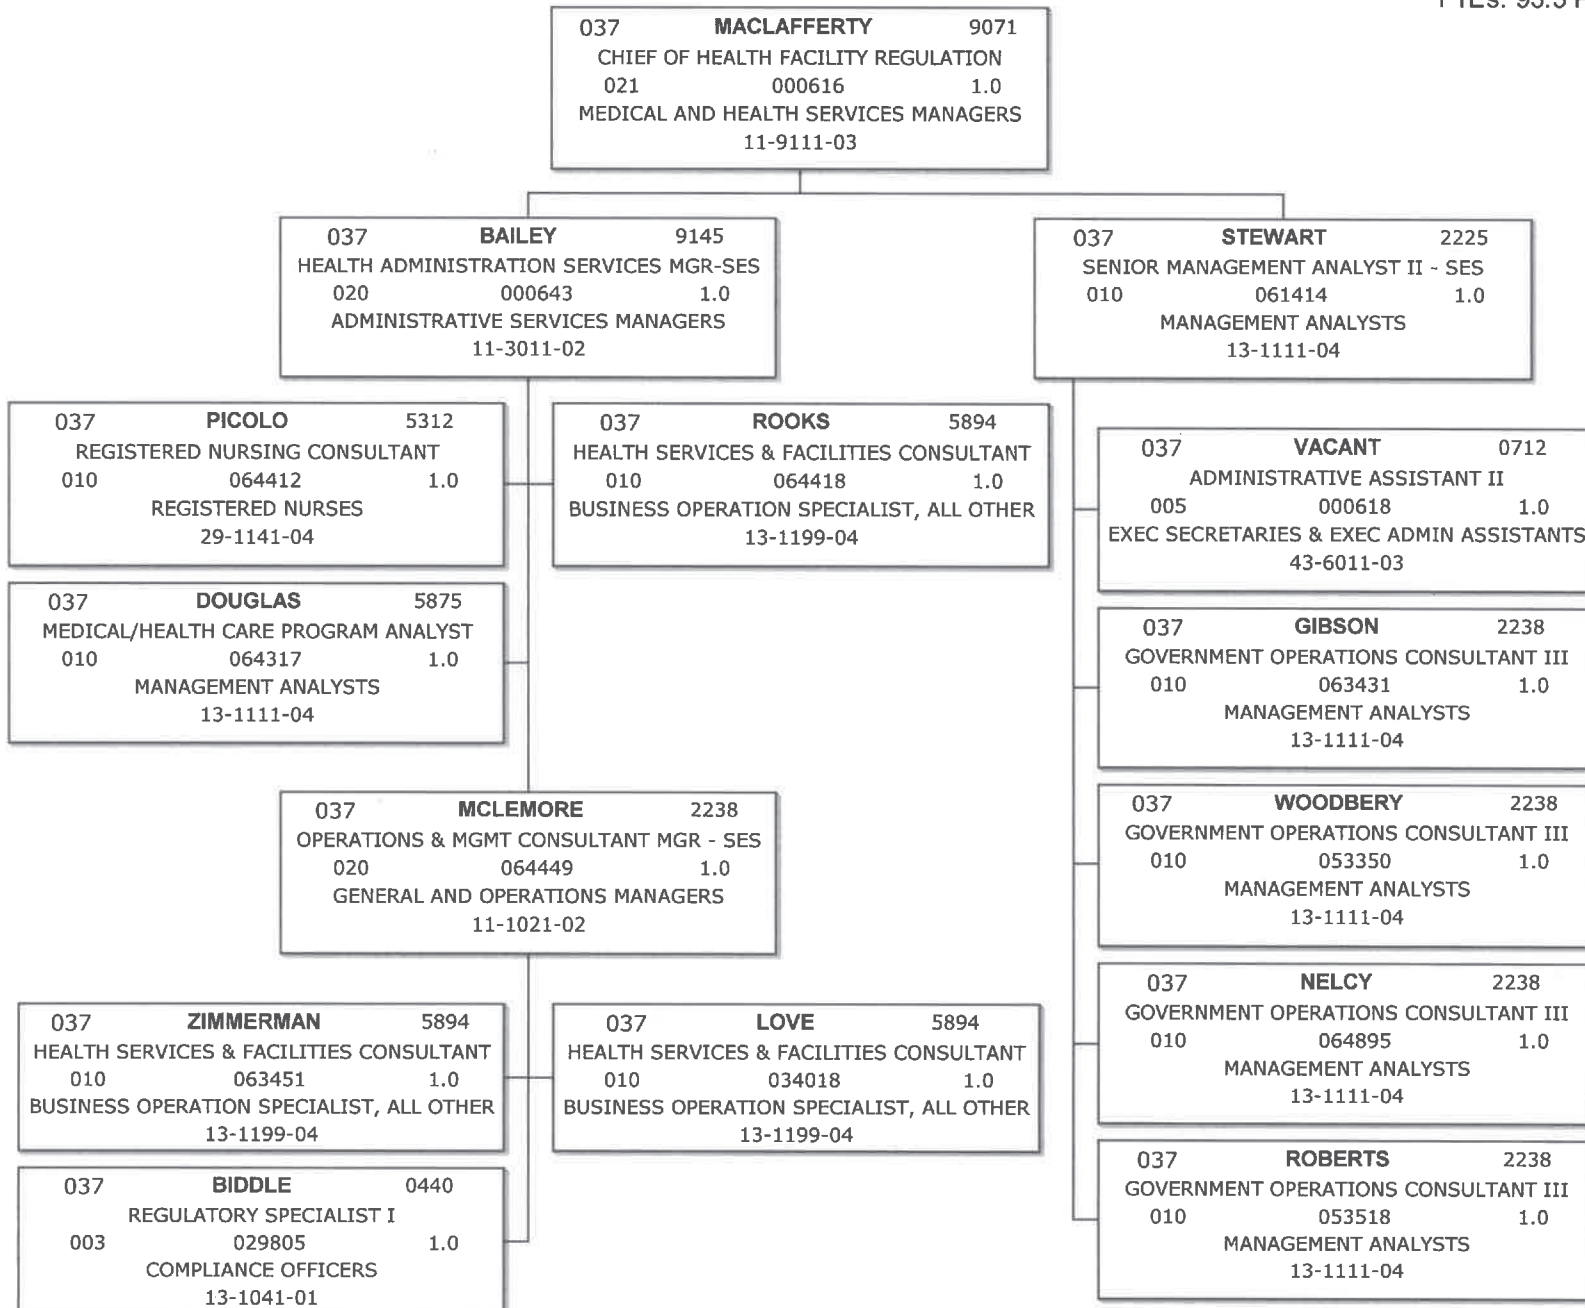 FTEs: 95.5
037 MACLAFFERTY 9071
CHIEF OF HEALTH FACILITY REGULATION
021 000616 1.0
MEDICAL AND HEALTH SERVICES MANAGERS
11-9111-03
037 BAILEY 9145
HEALTH ADMINISTRATION SERVICES MGR-SES
020 000643 1.0
ADMINISTRATIVE SERVICES MANAGERS
11-3011-02
037 STEWART 2225
SENIOR MANAGEMENT ANALYST II - SES
010 061414 1.0
MANAGEMENT ANALYSTS
13-1111-04
037 PICOLO 5312
REGISTERED NURSING CONSULTANT
010 064412 1.0
REGISTERED NURSES
29-1141-04
037 ROOKS 5894
HEALTH SERVICES & FACILITIES CONSULTANT
010 064418 1.0
BUSINESS OPERATION SPECIALIST, ALL OTHER
13-1199-04
037 VACANT 0712
ADMINISTRATIVE ASSISTANT II
005 000618 1.0
EXEC SECRETARIES & EXEC ADMIN ASSISTANTS
43-6011-03
037 DOUGLAS 5875
MEDICAL/HEALTH CARE PROGRAM ANALYST
010 064317 1.0
MANAGEMENT ANALYSTS
13-1111-04
037 GIBSON 2238
GOVERNMENT OPERATIONS CONSULTANT III
010 063431 1.0
MANAGEMENT ANALYSTS
13-1111-04
037 MCLEMORE 2238
OPERATIONS & MGMT CONSULTANT MGR - SES
020 064449 1.0
GENERAL AND OPERATIONS MANAGERS
11-1021-02
037 WOODBERY 2238
GOVERNMENT OPERATIONS CONSULTANT III
010 053350 1.0
MANAGEMENT ANALYSTS
13-1111-04
037 NELCY 2238
GOVERNMENT OPERATIONS CONSULTANT III
010 064895 1.0
MANAGEMENT ANALYSTS
13-1111-04
037 ZIMMERMAN 5894
HEALTH SERVICES & FACILITIES CONSULTANT
010 063451 1.0
BUSINESS OPERATION SPECIALIST, ALL OTHER
13-1199-04
037 LOVE 5894
HEALTH SERVICES & FACILITIES CONSULTANT
010 034018 1.0
BUSINESS OPERATION SPECIALIST, ALL OTHER
13-1199-04
037 ROBERTS 2238
GOVERNMENT OPERATIONS CONSULTANT III
010 053518 1.0
MANAGEMENT ANALYSTS
13-1111-04
037 BIDDLE 0440
REGULATORY SPECIALIST I
003 029805 1.0
COMPLIANCE OFFICERS
13-1041-01